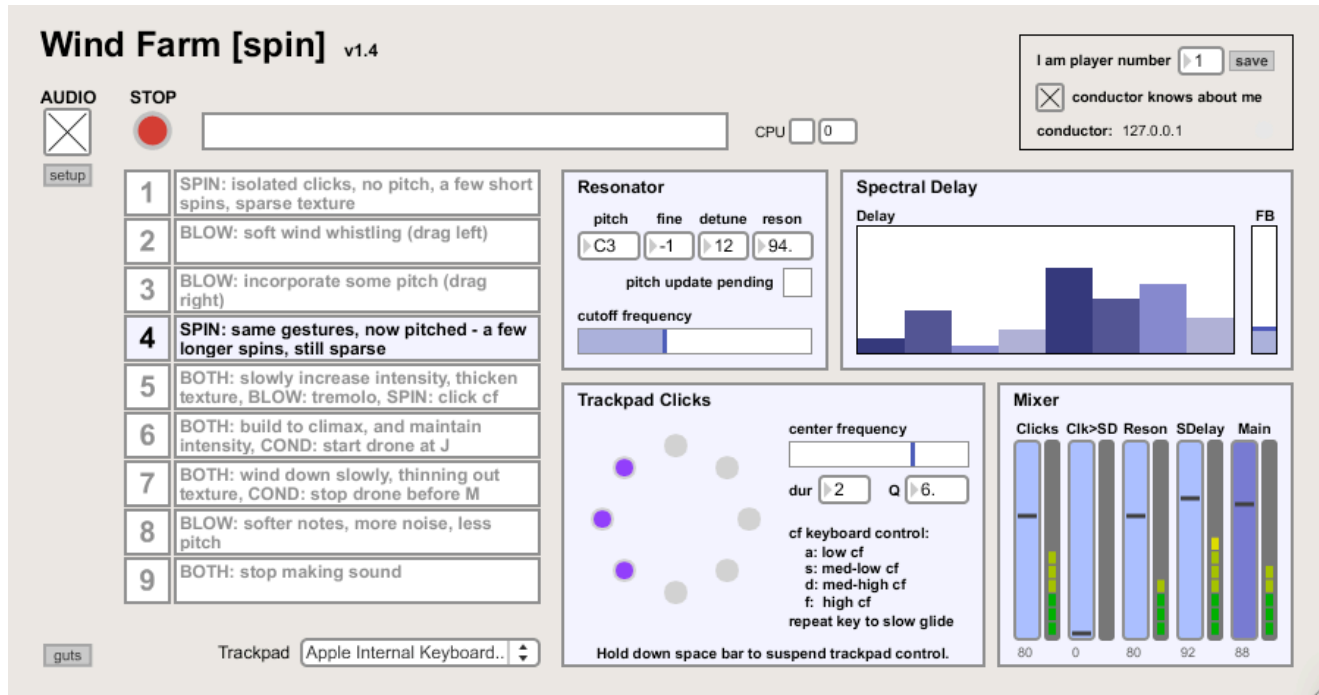 Wind Farm [spin] v1.4
I am player number 1 save
conductor knows about me
conductor: 127.0.0.1
AUDIO STOP
CPU 0
setup
1 SPIN: isolated clicks, no pitch, a few short
spins, sparse texture
2 BLOW: soft wind whistling (drag left)
3 BLOW: incorporate some pitch (drag
right)
4 SPIN: same gestures, now pitched - a few
longer spins, still sparse
5 BOTH: slowly increase intensity, thicken
texture, BLOW: tremolo, SPIN: click cf
6 BOTH: build to climax, and maintain
intensity, COND: start drone at J
7 BOTH: wind down slowly, thinning out
texture, COND: stop drone before M
8 BLOW: softer notes, more noise, less
pitch
9 BOTH: stop making sound
guts
Trackpad Apple Internal Keyboard..
Resonator
pitch fine detune reson
C3 -1 12 94.
pitch update pending
cutoff frequency
Spectral Delay
Delay FB
Trackpad Clicks
center frequency
dur 2 Q 6.
cf keyboard control:
a: low cf
s: med-low cf
d: med-high cf
f: high cf
repeat key to slow glide
Hold down space bar to suspend trackpad control.
Mixer
Clicks Clk>SD Reson SDelay Main
80 0 80 92 88